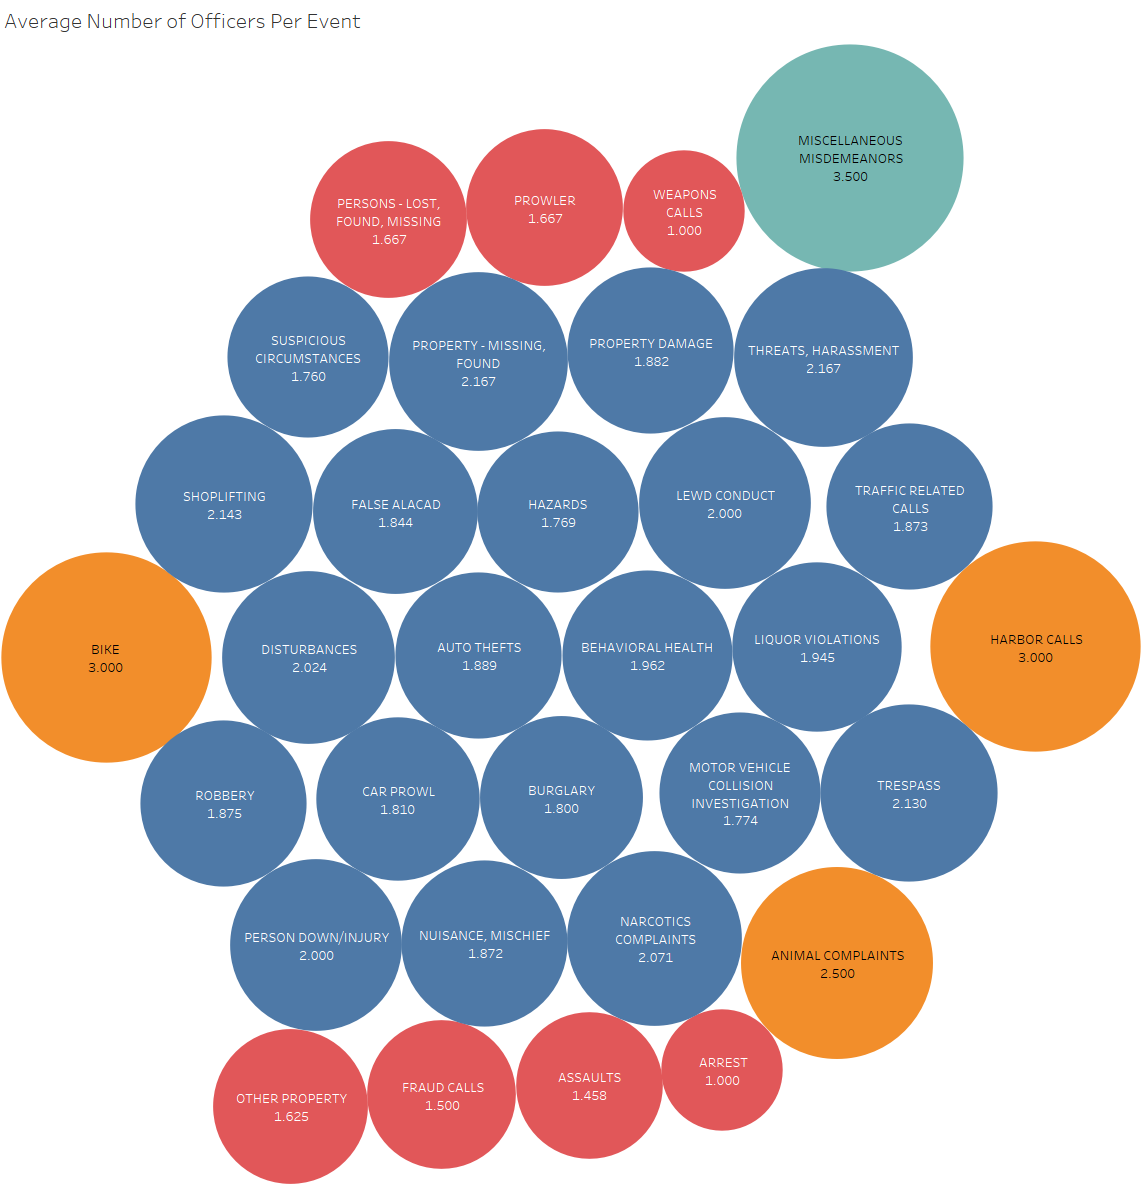 Average Number of Officers Per Event
MISCELLANEOUS
MISDEMEANORS
3.500
PERSONS - LOST,
FOUND, MISSING
1.667
PROWLER
1.667
WEAPONS
CALLS
1.000
SUSPICIOUS
CIRCUMSTANCES
1.760
PROPERTY - MISSING,
FOUND
2.167
PROPERTY DAMAGE
1.882
THREATS, HARASSMENT
2.167
SHOPLIFTING
2.143
FALSE ALACAD
1.844
HAZARDS
1.769
LEWD CONDUCT
2.000
TRAFFIC RELATED
CALLS
1.873
BIKE
3.000
DISTURBANCES
2.024
AUTO THEFTS
1.889
BEHAVIORAL HEALTH
1.962
LIQUOR VIOLATIONS
1.945
HARBOR CALLS
3.000
ROBBERY
1.875
CAR PROWL
1.810
BURGLARY
1.800
MOTOR VEHICLE
COLLISION
INVESTIGATION
1.774
TRESPASS
2.130
PERSON DOWN/INJURY
2.000
NUISANCE, MISCHIEF
1.872
NARCOTICS
COMPLAINTS
2.071
ANIMAL COMPLAINTS
2.500
OTHER PROPERTY
1.625
FRAUD CALLS
1.500
ASSAULTS
1.458
ARREST
1.000